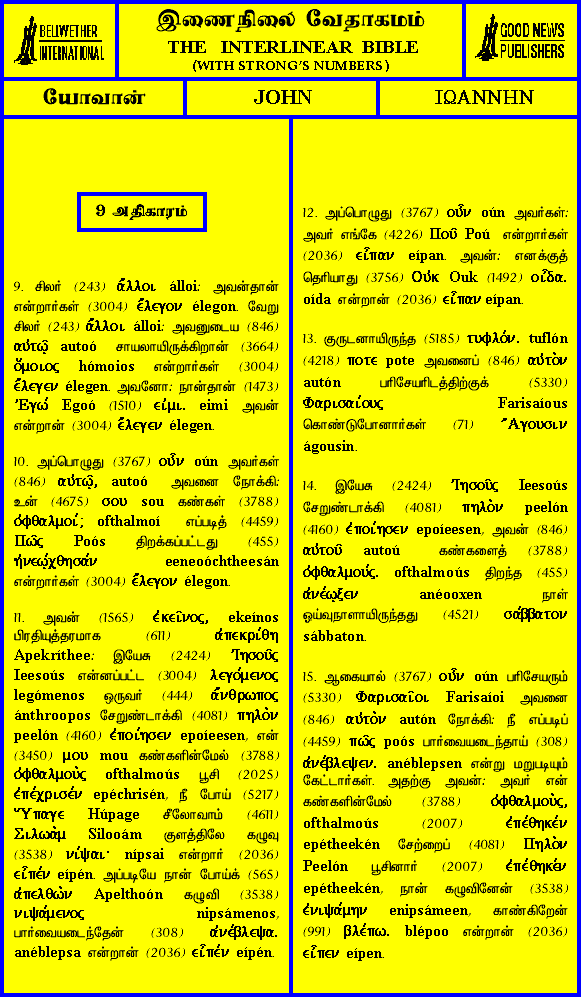 BELIWETHER
INTERNATIONAL
இணைநிலை வேதாகமம்
THE INTERLINEAR BIBLE
(WITH STRONG'S NUMBERS)
GOOD NEWS
PUBLISHERS
யோவான்
JOHN
ΙΩΑΝΝΗΝ
9 அதிகாரம்
9. சிலர் (243) ἄλλοι álloi: அவன்தான்
என்றார்கள் (3004) ἔλεγον élegon. வேறு
சிலர் (243) ἄλλοι álloi: அவனுடைய (846)
αὐτῷ autoó சாயலாயிருக்கிறான் (3664)
ὅμοιος hómoios என்றார்கள் (3004)
ἔλεγεν élegen. அவனோ: நான்தான் (1473)
Ἐγώ Egoó (1510) εἰμι. eimi அவன்
என்றான் (3004) ἔλεγεν élegen.
10. அப்பொழுது (3767) οὖν oún அவர்கள்
(846) αὐτῷ, autoó அவனை நோக்கி:
உன் (4675) σου sou கண்கள் (3788)
ὀφθαλμοί; ofthalmoí எப்படித் (4459)
Πῶς Poós திறக்கப்பட்டது (455)
ἠνεῴχθησάν eeneoóchtheesán
என்றார்கள் (3004) ἔλεγον élegon.
11. அவன் (1565) ἐκεῖνος, ekeínos
பிரதியுத்தரமாக (611) ἀπεκρίθη
Apekríthee: இயேசு (2424) Ἰησοῦς
Ieesoús என்னப்பட்ட (3004) λεγόμενος
legómenos ஒருவர் (444) ἄνθρωπος
ánthroopos சேறுண்டாக்கி (4081) πηλὸν
peelón (4160) ἐποίησεν epoíeesen, என்
(3450) μου mou கண்களின்மேல் (3788)
ὀφθαλμοὺς ofthalmoús பூசி (2025)
ἐπέχρισέν epéchrisén, நீ போய் (5217)
Ὕπαγε Húpage சீலோவாம் (4611)
Σιλωὰμ Silooám குளத்திலே கழுவு
(3538) νίψαι· nípsai என்றார் (2036)
εἶπέν eípén. அப்படியே நான் போய்க் (565)
ἀπελθὼν Apelthoón கழுவி (3538)
νιψάμενος nipsámenos,
பார்வையடைந்தேன் (308) ἀνέβλεψα.
anéblepsa என்றான் (2036) εἶπέν eípén.
12. அப்பொழுது (3767) οὖν oún அவர்கள்:
அவர் எங்கே (4226) Ποῦ Poú என்றார்கள்
(2036) εἶπαν eípan. அவன்: எனக்குத்
தெரியாது (3756) Οὐκ Ouk (1492) οἶδα.
oída என்றான் (2036) εἶπαν eípan.
13. குருடனாயிருந்த (5185) τυφλόν. tuflón
(4218) ποτε pote அவனைப் (846) αὐτὸν
autón பரிசேயரிடத்திற்குக் (5330)
Φαρισαίους Farisaíous
கொண்டுபோனார்கள் (71) Ἄγουσιν
ágousin.
14. இயேசு (2424) Ἰησοῦς Ieesoús
சேறுண்டாக்கி (4081) πηλὸν peelón
(4160) ἐποίησεν epoíeesen, அவன் (846)
αὐτοῦ autoú கண்களைத் (3788)
ὀφθαλμούς. ofthalmoús திறந்த (455)
ἀνέῳξεν anéooxen நாள்
ஓய்வுநாளாயிருந்தது (4521) σάββατον
sábbaton.
15. ஆகையால் (3767) οὖν oún பரிசேயரும்
(5330) Φαρισαῖοι Farisaíoi அவனை
(846) αὐτὸν autón நோக்கி: நீ எப்படிப்
(4459) πῶς poós பார்வையடைந்தாய் (308)
ἀνέβλεψεν. anéblepsen என்று மறுபடியும்
கேட்டார்கள். அதற்கு அவன்: அவர் என்
கண்களின்மேல் (3788) ὀφθαλμούς,
ofthalmoús (2007) ἐπέθηκέν
epétheekén சேற்றைப் (4081) Πηλὸν
Peelón பூசினார் (2007) ἐπέθηκέν
epétheekén, நான் கழுவினேன் (3538)
ἐνιψάμην enipsámeen, காண்கிறேன்
(991) βλέπω. blépoo என்றான் (2036)
εἶπεν eípen.